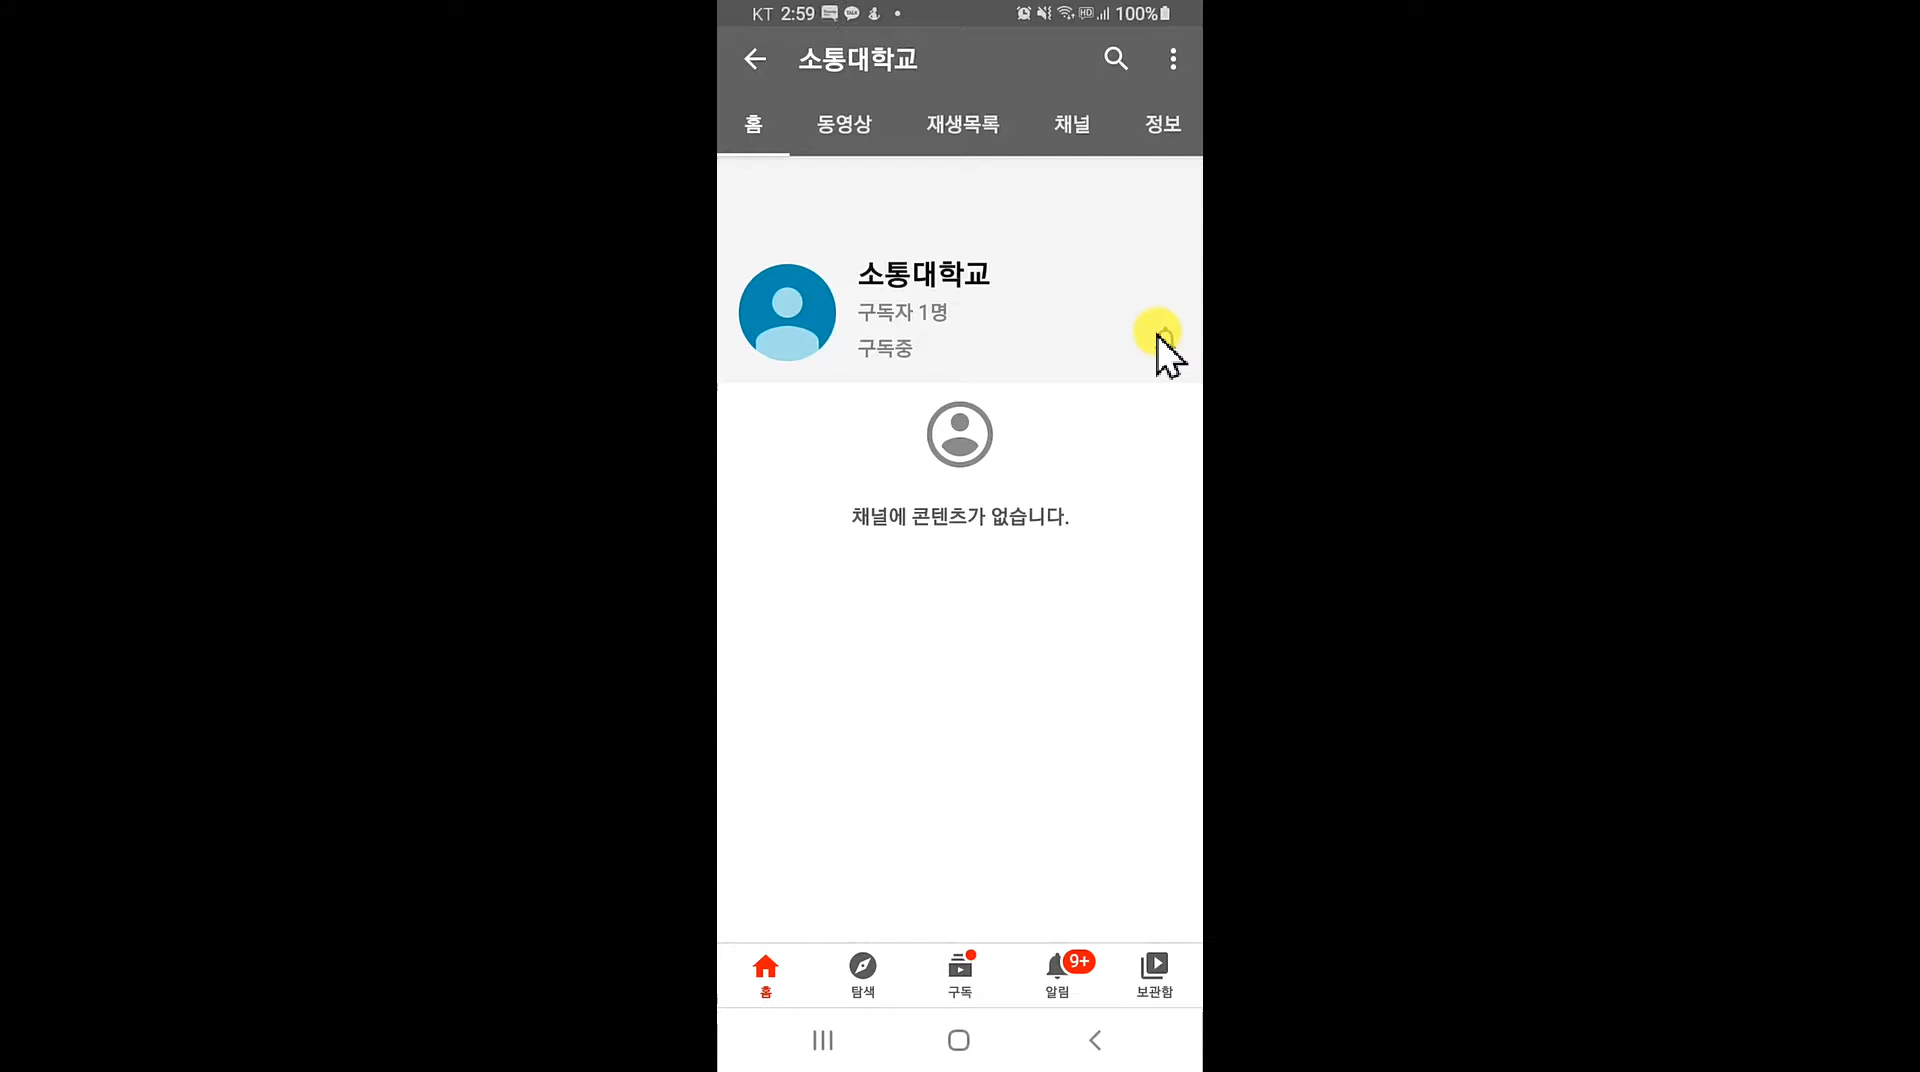 KT 2:59 100%
소통대학교
홈 동영상 재생목록 채널 정보
소통대학교
구독자 1명
구독중
채널에 콘텐츠가 없습니다.
9+
홈 탐색 구독 알림 보관함